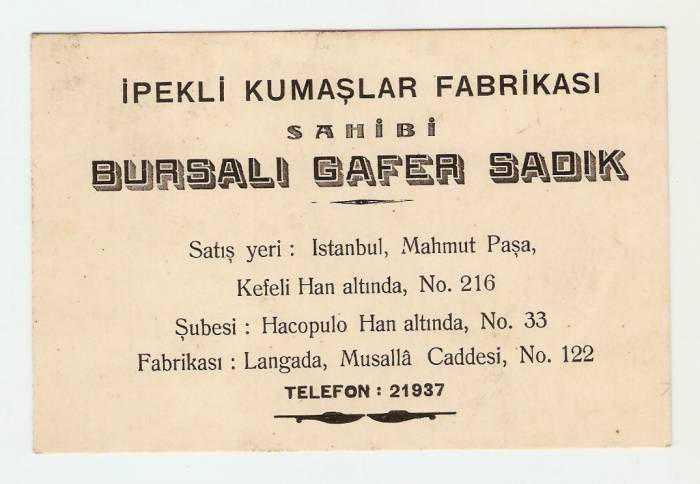 İPEKLİ KUMAŞLAR FABRİKASI
SAHİBİ
BURSALI GAFER SADIK
Satış yeri : Istanbul, Mahmut Paşa,
Kefeli Han altında, No. 216
Şubesi : Hacopulo Han altında, No. 33
Fabrikası : Langada, Musallâ Caddesi, No. 122
TELEFON : 21937